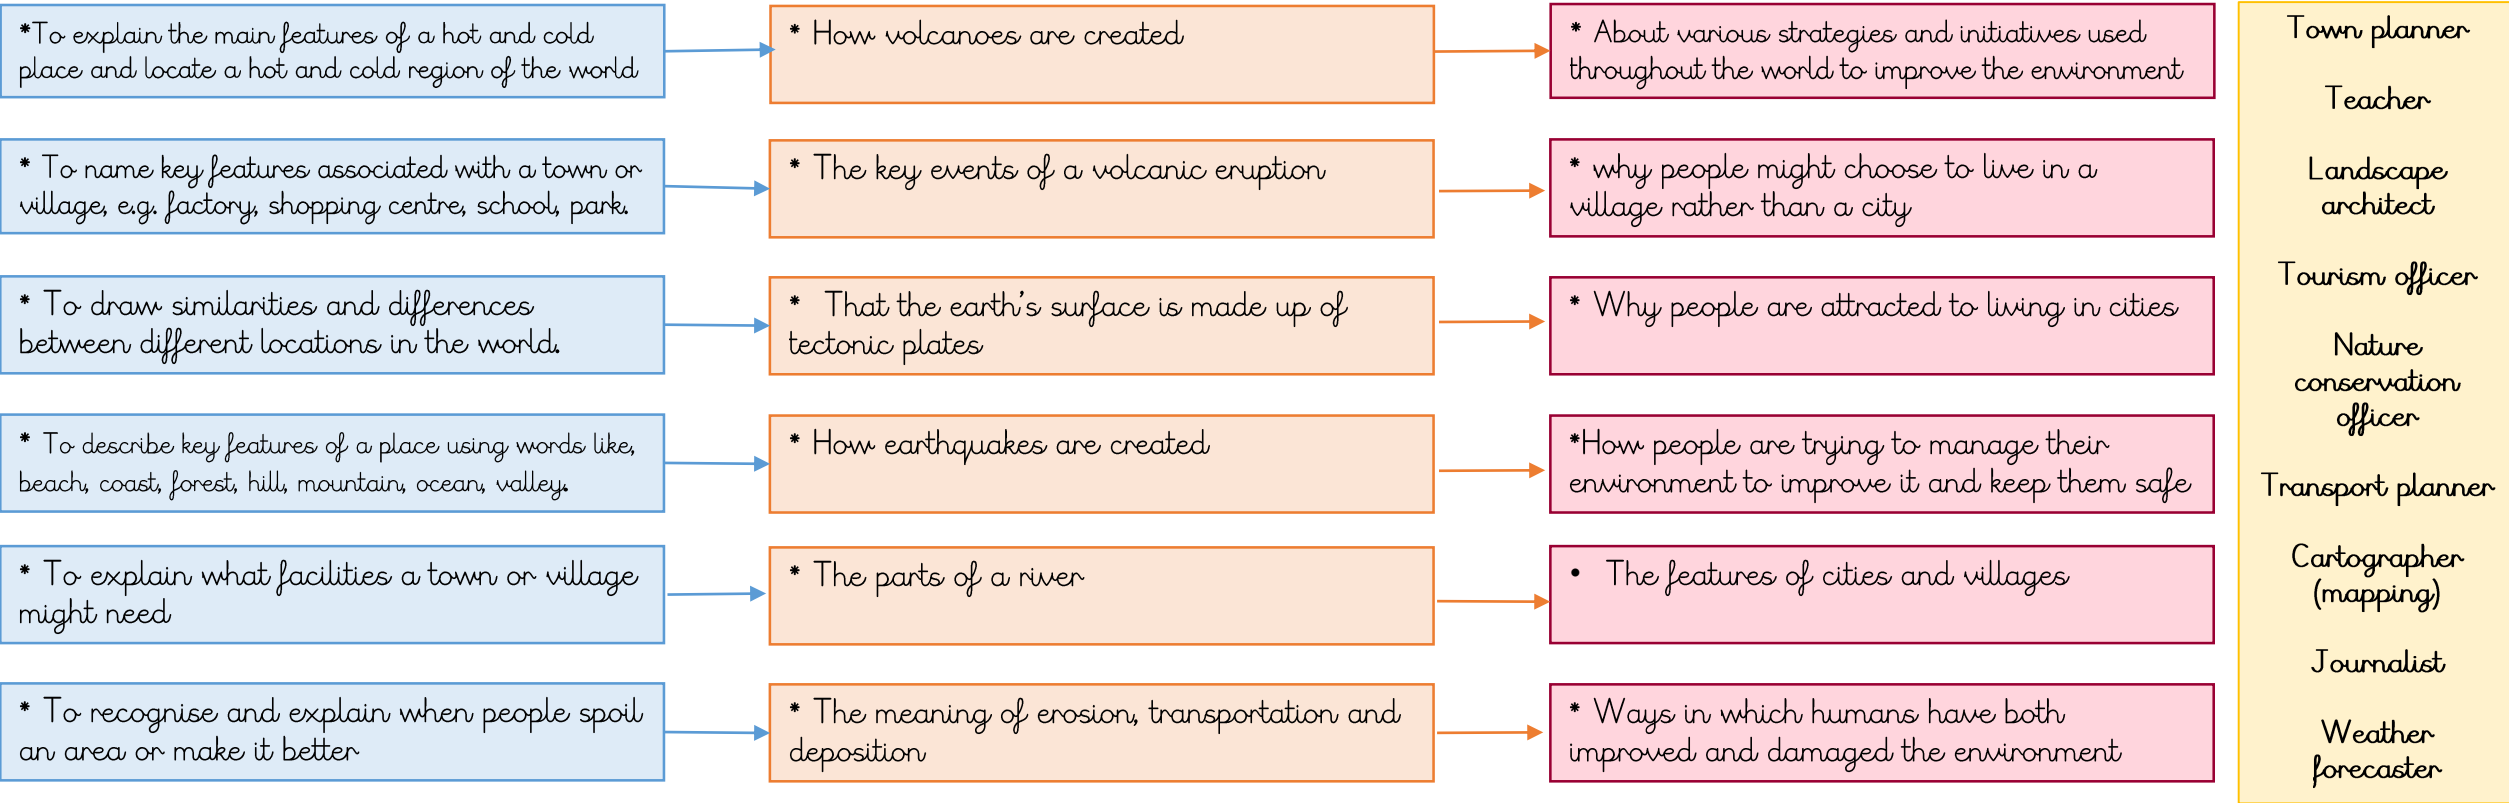 *To explain the main features of a hot and cold
place and locate a hot and cold region of the world
* How volcanoes are created
* About various strategies and initiatives used
throughout the world to improve the environment
* To name key features associated with a town or
village, e.g. factory, shopping centre, school, park.
* The key events of a volcanic eruption
* why people might choose to live in a
village rather than a city
* To draw similarities and differences
between different locations in the world.
* That the earth's surface is made up of
tectonic plates
* Why people are attracted to living in cities
* To describe key features of a place using words like,
beach, coast, forest, hill, mountain, ocean, valley.
* How earthquakes are created
*How people are trying to manage their
environment to improve it and keep them safe
* To explain what facilities a town or village
might need
* The parts of a river
• The features of cities and villages
* To recognise and explain when people spoil
an area or make it better
* The meaning of erosion, transportation and
deposition
* Ways in which humans have both
improved and damaged the environment
Town planner
Teacher
Landscape
architect
Tourism officer
Nature
conservation
officer
Transport planner
Cartographer
(mapping)
Journalist
Weather
forecaster